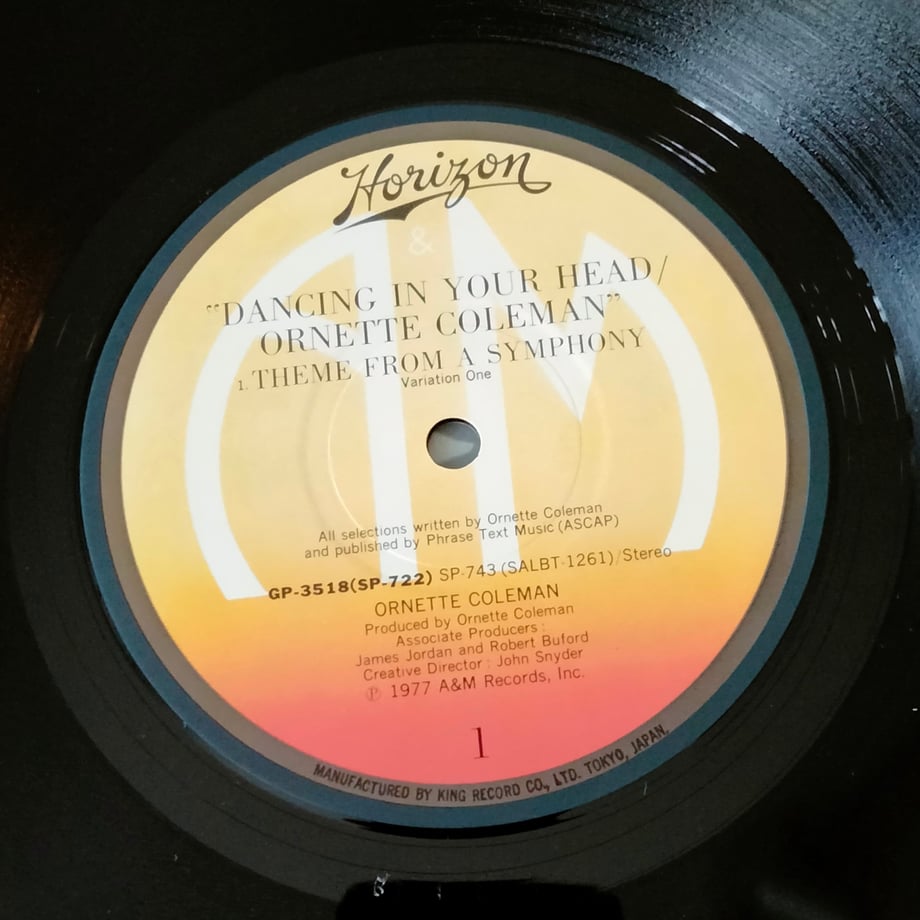 Horizon
A&M
“DANCING IN YOUR HEAD/
ORNETTE COLEMAN”
1. THEME FROM A SYMPHONY
Variation One
All selections written by Ornette Coleman
and published by Phrase Text Music (ASCAP)
GP-3518(SP-722) SP-743 (SALBT-1261)/Stereo
ORNETTE COLEMAN
Produced by Ornette Coleman
Associate Producers :
James Jordan and Robert Buford
Creative Director : John Snyder
℗ 1977 A&M Records, Inc.
1
MANUFACTURED BY KING RECORD CO., LTD. TOKYO, JAPAN.